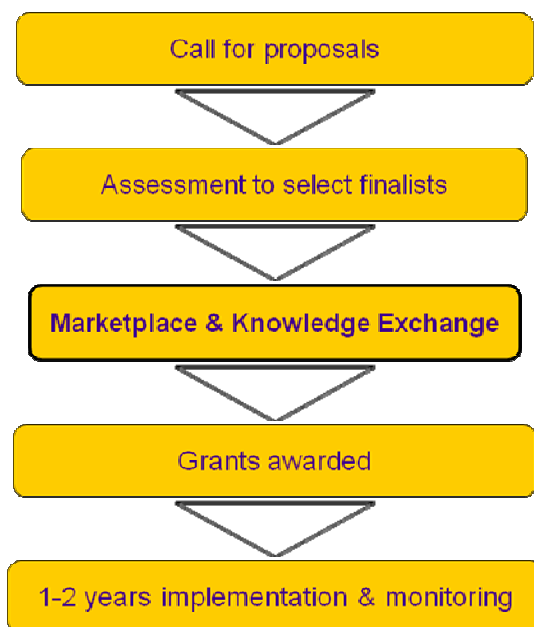 Call for proposals
Assessment to select finalists
Marketplace & Knowledge Exchange
Grants awarded
1-2 years implementation & monitoring